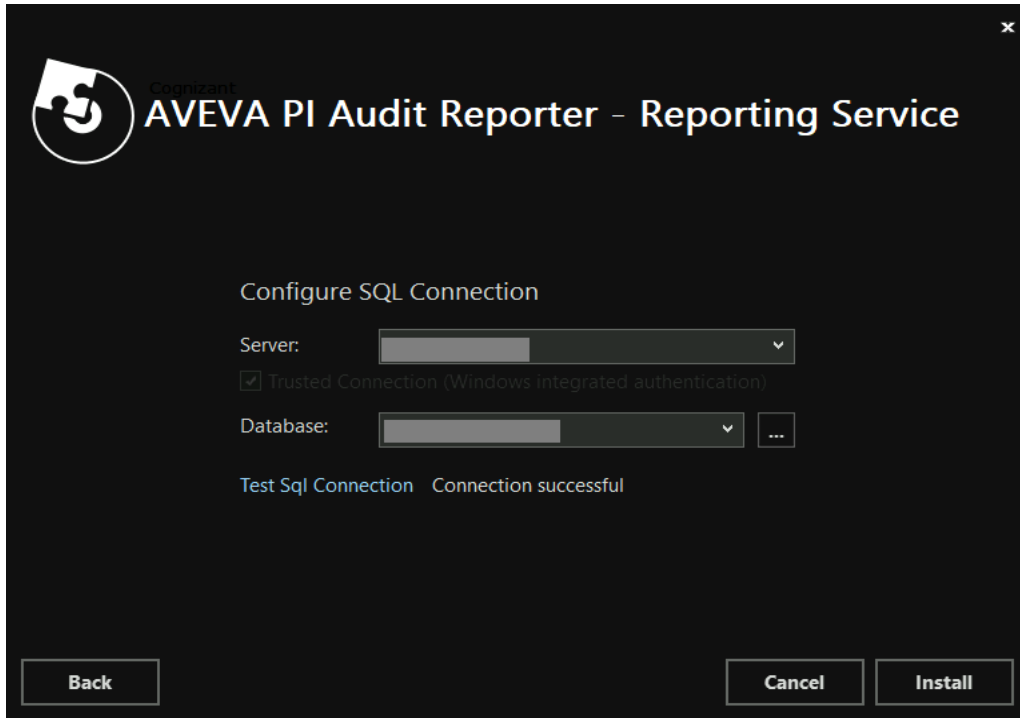 x
Cognizant
AVEVA PI Audit Reporter - Reporting Service
Configure SQL Connection
Server:
Trusted Connection (Windows integrated authentication)
Database:
...
Test Sql Connection Connection successful
Back Cancel Install